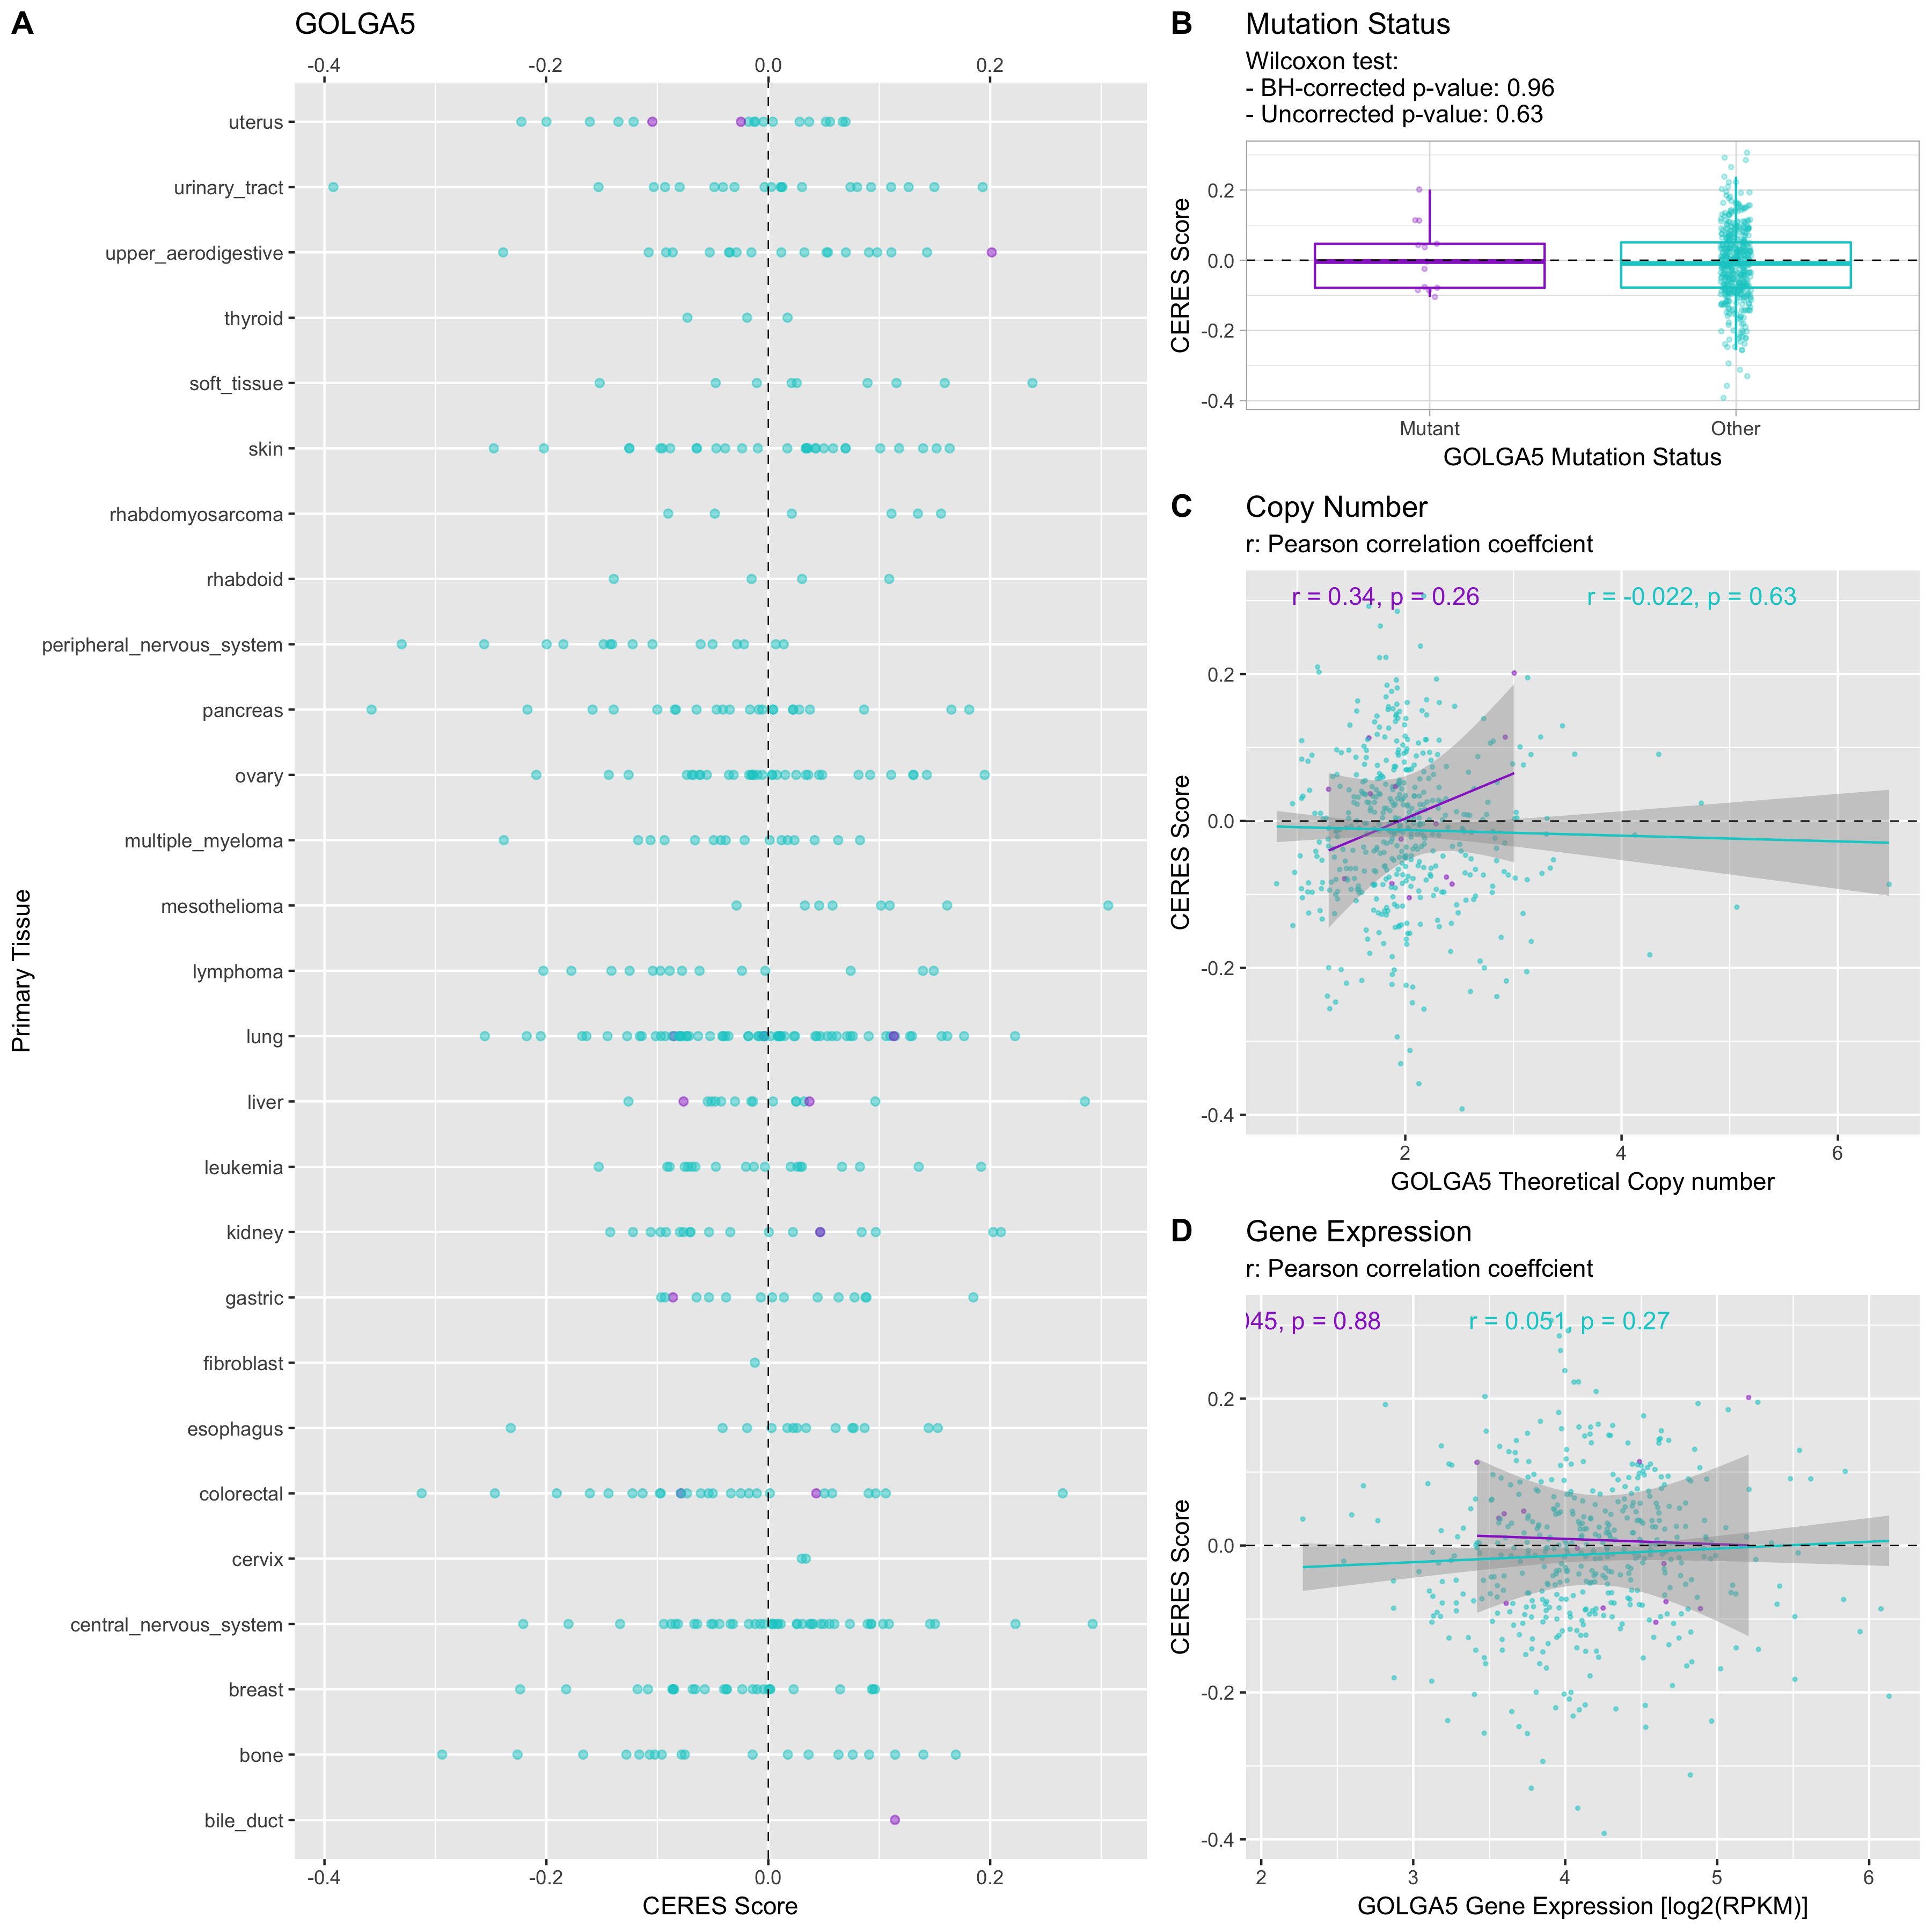 A
GOLGA5
-0.4 -0.2 0.0 0.2
uterus
urinary_tract
upper_aerodigestive
thyroid
soft_tissue
skin
rhabdomyosarcoma
rhabdoid
peripheral_nervous_system
pancreas
ovary
multiple_myeloma
mesothelioma
lymphoma
lung
liver
leukemia
kidney
gastric
fibroblast
esophagus
colorectal
cervix
central_nervous_system
breast
bone
bile_duct
Primary Tissue
-0.4 -0.2 0.0 0.2
CERES Score
B
Mutation Status
Wilcoxon test:
- BH-corrected p-value: 0.96
- Uncorrected p-value: 0.63
CERES Score
0.2
0.0
-0.2
-0.4
Mutant Other
GOLGA5 Mutation Status
C
Copy Number
r: Pearson correlation coeffcient
r = 0.34, p = 0.26 r = -0.022, p = 0.63
CERES Score
0.2
0.0
-0.2
-0.4
2 4 6
GOLGA5 Theoretical Copy number
D
Gene Expression
r: Pearson correlation coeffcient
045, p = 0.88 r = 0.051, p = 0.27
CERES Score
0.2
0.0
-0.2
-0.4
2 3 4 5 6
GOLGA5 Gene Expression [log2(RPKM)]